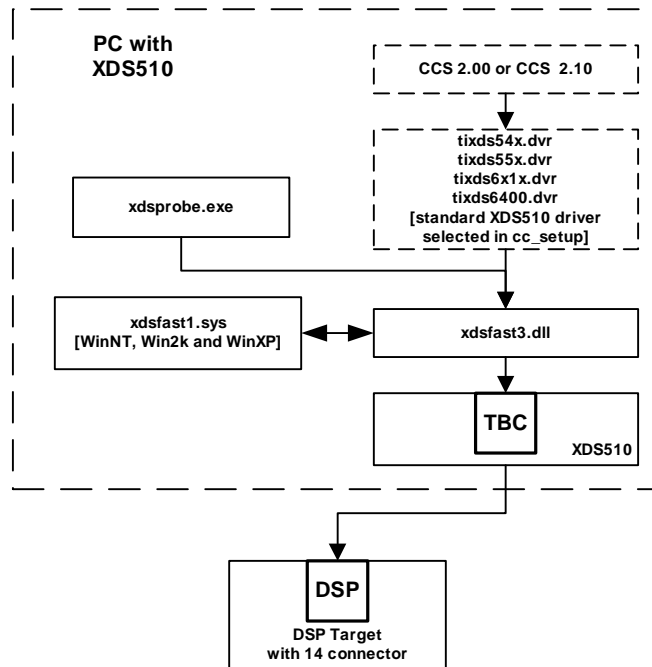 PC with
XDS510
CCS 2.00 or CCS  2.10
tixds54x.dvr
tixds55x.dvr
tixds6x1x.dvr
tixds6400.dvr
[standard XDS510 driver
selected in cc_setup]
xdsprobe.exe
xdsfast1.sys
[WinNT, Win2k and WinXP]
xdsfast3.dll
TBC
XDS510
DSP
DSP Target
with 14 connector